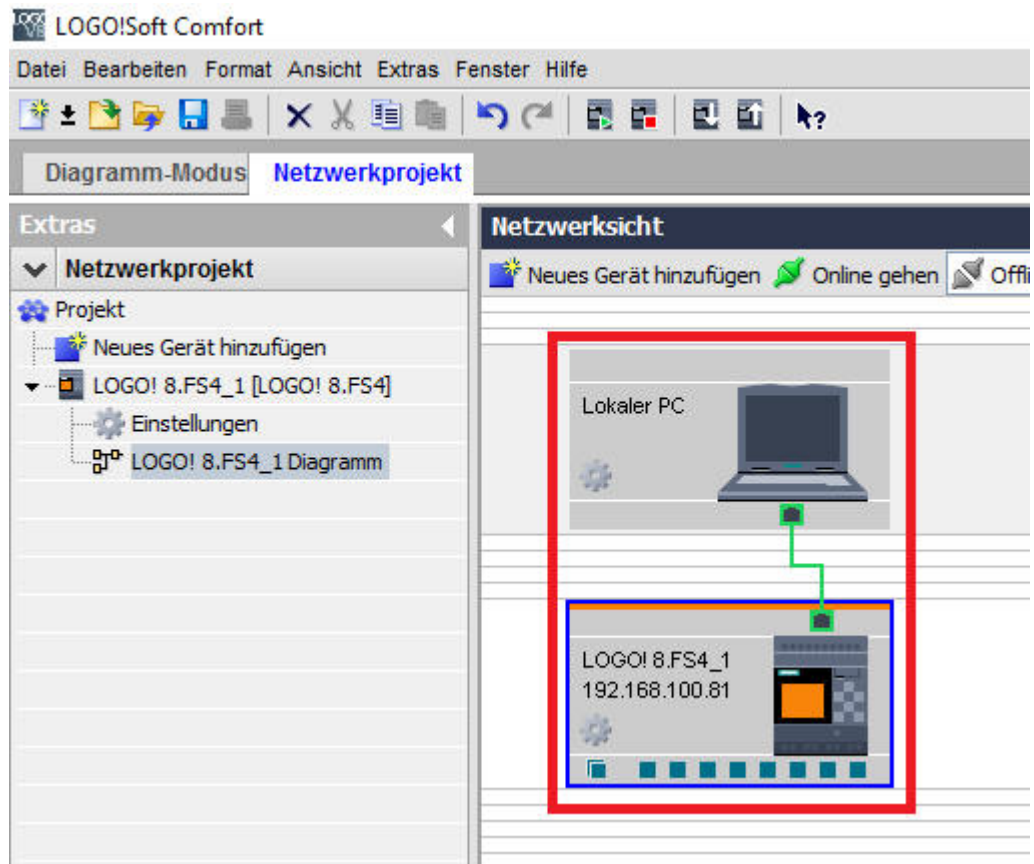 LOGO!Soft Comfort
Datei Bearbeiten Format Ansicht Extras Fenster Hilfe
Diagramm-Modus Netzwerkprojekt
Extras
Netzwerksicht
Netzwerkprojekt
Neues Gerät hinzufügen Online gehen Offli
Projekt
Neues Gerät hinzufügen
LOGO! 8.FS4_1 [LOGO! 8.FS4]
Einstellungen
LOGO! 8.FS4_1 Diagramm
Lokaler PC
LOGO! 8.FS4_1
192.168.100.81